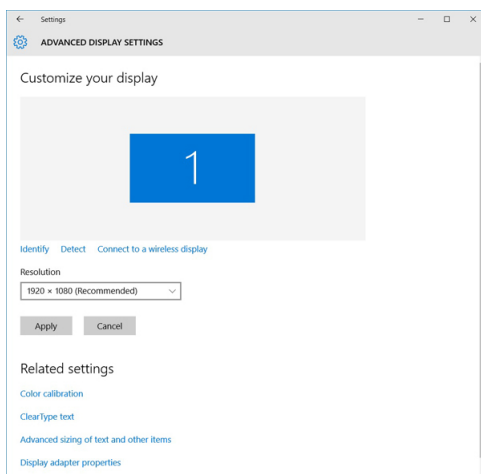 Settings
ADVANCED DISPLAY SETTINGS
Customize your display
1
Identify Detect Connect to a wireless display
Resolution
1920 × 1080 (Recommended)
Apply Cancel
Related settings
Color calibration
ClearType text
Advanced sizing of text and other items
Display adapter properties